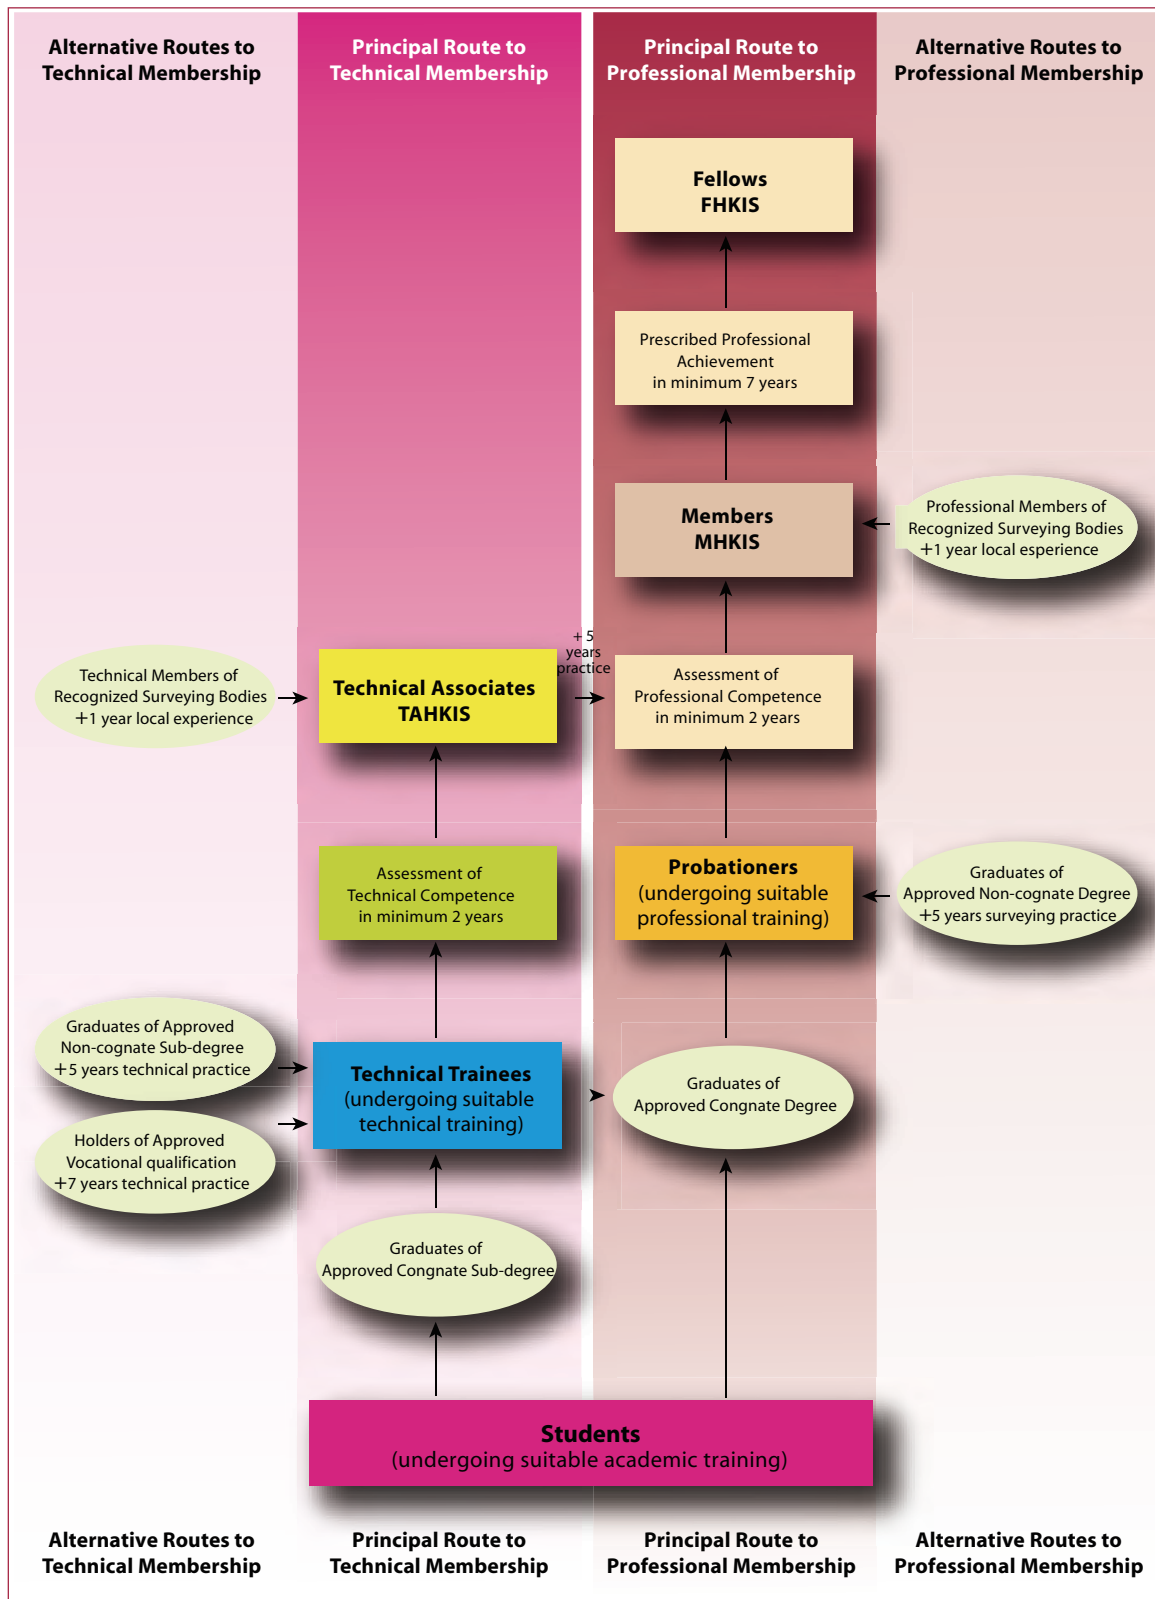 Alternative Routes to
Technical Membership
Principal Route to
Technical Membership
Principal Route to
Professional Membership
Alternative Routes to
Professional Membership
Fellows
FHKIS
Prescribed Professional
Achievement
in minimum 7 years
Members
MHKIS
Professional Members of
Recognized Surveying Bodies
+1 year local esperience
Technical Members of
Recognized Surveying Bodies
+1 year local experience
Technical Associates
TAHKIS
+ 5
years
practice
Assessment of
Professional Competence
in minimum 2 years
Assessment of
Technical Competence
in minimum 2 years
Probationers
(undergoing suitable
professional training)
Graduates of
Approved Non-cognate Degree
+5 years surveying practice
Graduates of Approved
Non-cognate Sub-degree
+5 years technical practice
Technical Trainees
(undergoing suitable
technical training)
Graduates of
Approved Congnate Degree
Holders of Approved
Vocational qualification
+7 years technical practice
Graduates of
Approved Congnate Sub-degree
Students
(undergoing suitable academic training)
Alternative Routes to
Technical Membership
Principal Route to
Technical Membership
Principal Route to
Professional Membership
Alternative Routes to
Professional Membership